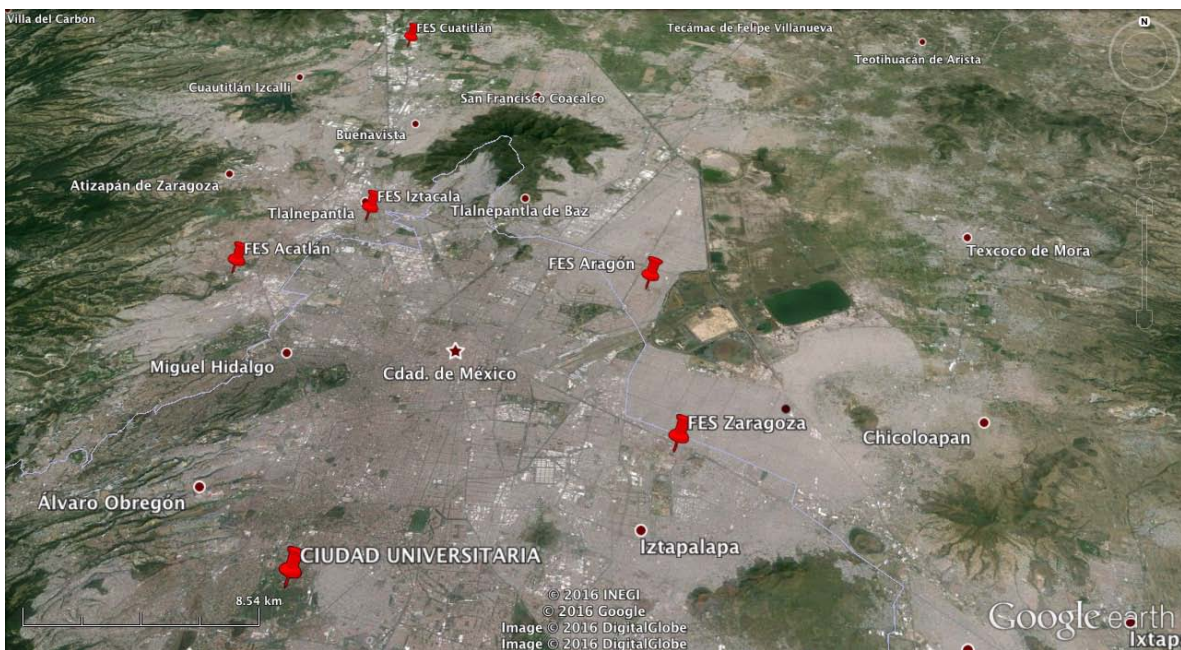 Villa del Carbón
FES Cuatitlán
Tecámac de Felipe Villanueva
N
Teotihuacán de Arista
Cuautitlán Izcalli
San Francisco Coacalco
Buenavista
Atizapán de Zaragoza
FES Iztacala
Tlalnepantla
Tlalnepantla de Baz
FES Acatlán
Texcoco de Mora
FES Aragón
Miguel Hidalgo
Cdad. de México
FES Zaragoza
Chicoloapan
Álvaro Obregón
Iztapalapa
CIUDAD UNIVERSITARIA
8.54 km
© 2016 INEGI
© 2016 Google
Image © 2016 DigitalGlobe
Image © 2016 DigitalGlobe
Google earth
Ixtap